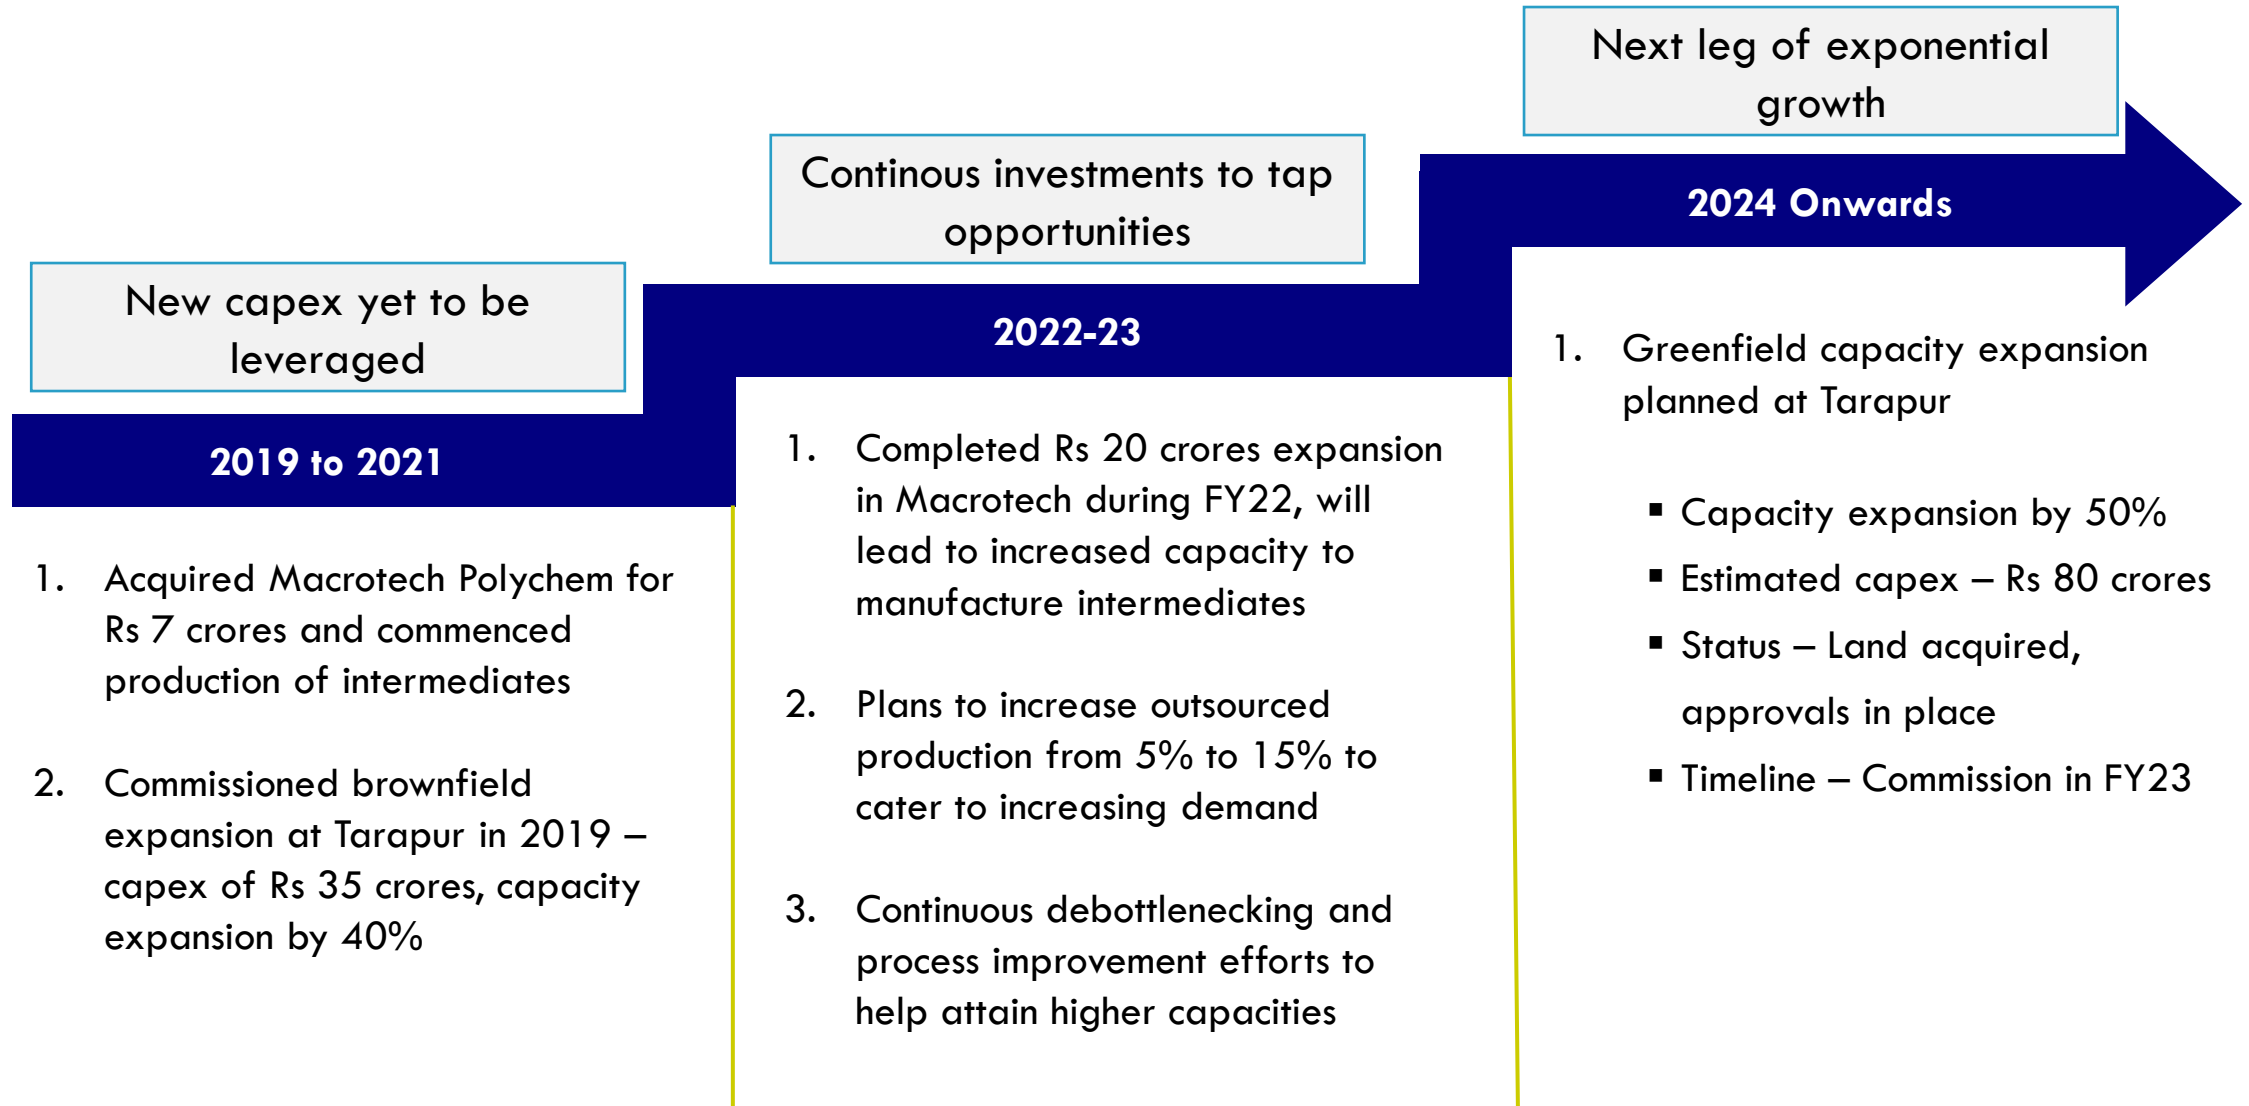 New capex yet to be
leveraged
2019 to 2021
1. Acquired Macrotech Polychem for
Rs 7 crores and commenced
production of intermediates
2. Commissioned brownfield
expansion at Tarapur in 2019 –
capex of Rs 35 crores, capacity
expansion by 40%
Continous investments to tap
opportunities
2022-23
1. Completed Rs 20 crores expansion
in Macrotech during FY22, will
lead to increased capacity to
manufacture intermediates
2. Plans to increase outsourced
production from 5% to 15% to
cater to increasing demand
3. Continuous debottlenecking and
process improvement efforts to
help attain higher capacities
Next leg of exponential
growth
2024 Onwards
1. Greenfield capacity expansion
planned at Tarapur
▪ Capacity expansion by 50%
▪ Estimated capex – Rs 80 crores
▪ Status – Land acquired,
approvals in place
▪ Timeline – Commission in FY23